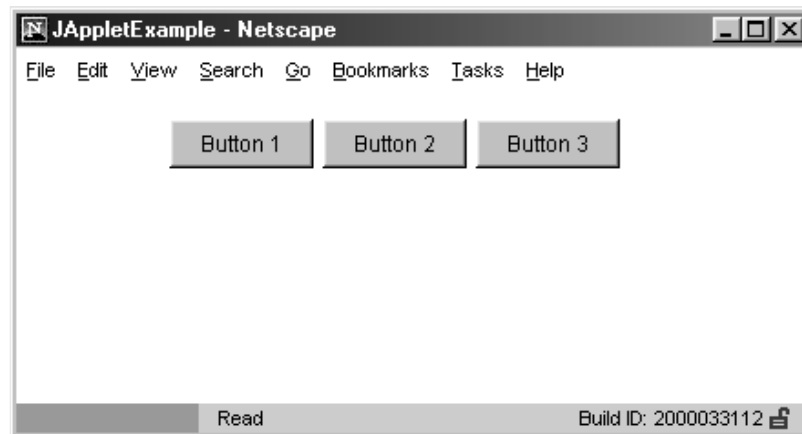 N JAppletExample - Netscape
File Edit View Search Go Bookmarks Tasks Help
Button 1 Button 2 Button 3
Read Build ID: 2000033112